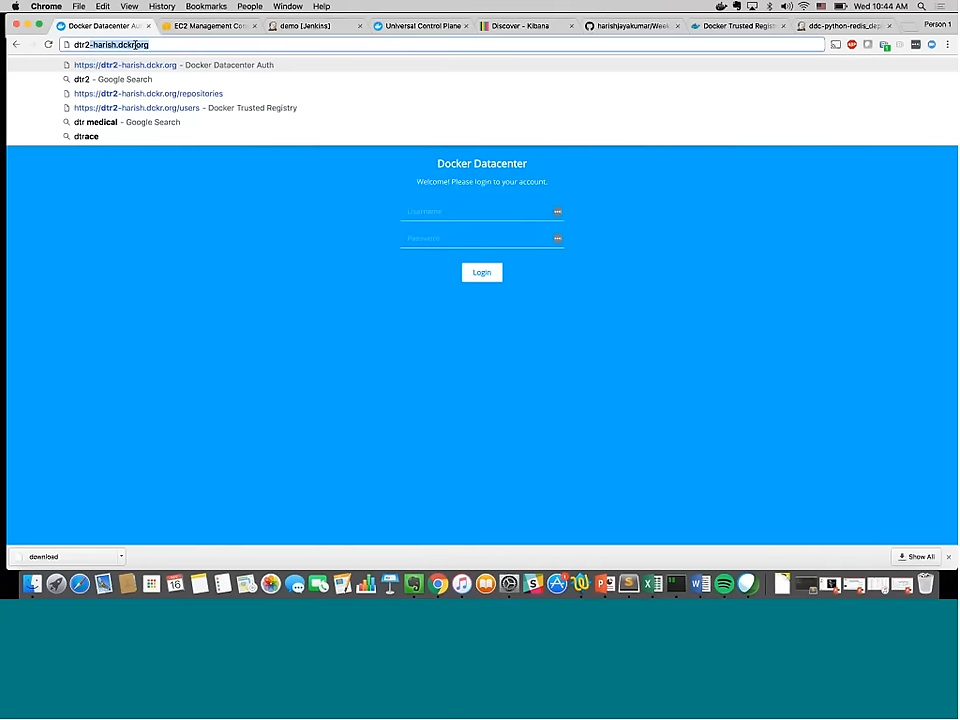 Chrome File Edit View History Bookmarks People Window Help Wed 10:44 AM
Docker Datacenter Aut × EC2 Management Con × demo [Jenkins] × Universal Control Plane × Discover - Kibana × harishjayakumar/Week × Docker Trusted Regist × ddc-python-redis_dep × Person 1
dtr2-harish.dckr.org
https://dtr2-harish.dckr.org - Docker Datacenter Auth
dtr2 - Google Search
https://dtr2-harish.dckr.org/repositories
https://dtr2-harish.dckr.org/users - Docker Trusted Registry
dtr medical - Google Search
dtrace
Docker Datacenter
Welcome! Please login to your account.
Username
Password
Login
download Show All ×